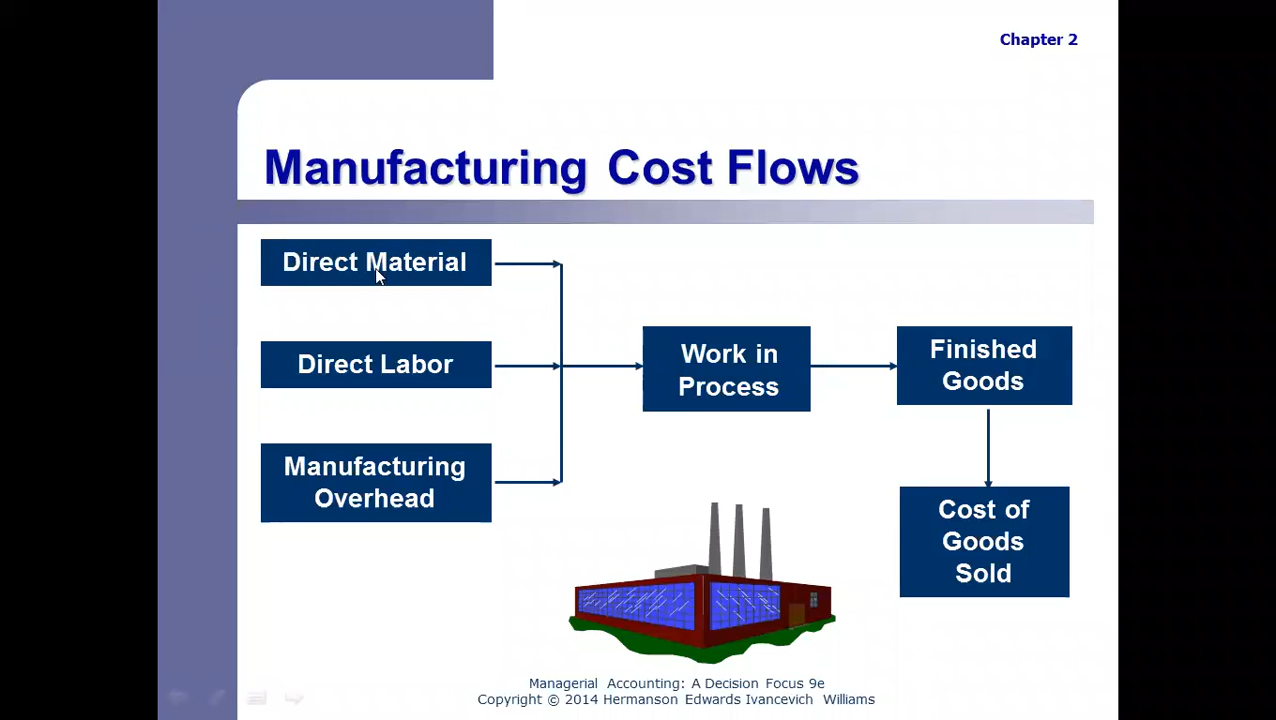 Chapter 2
Manufacturing Cost Flows
Direct Material
Direct Labor
Manufacturing
Overhead
Work in
Process
Finished
Goods
Cost of
Goods
Sold
Managerial Accounting: A Decision Focus 9e
Copyright © 2014 Hermanson Edwards Ivancevich Williams